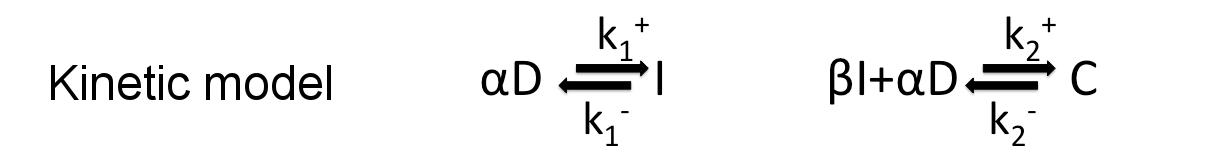 k₁⁺ k₂⁺
Kinetic model αD ⇌ I βI+αD ⇌ C
k₁⁻ k₂⁻